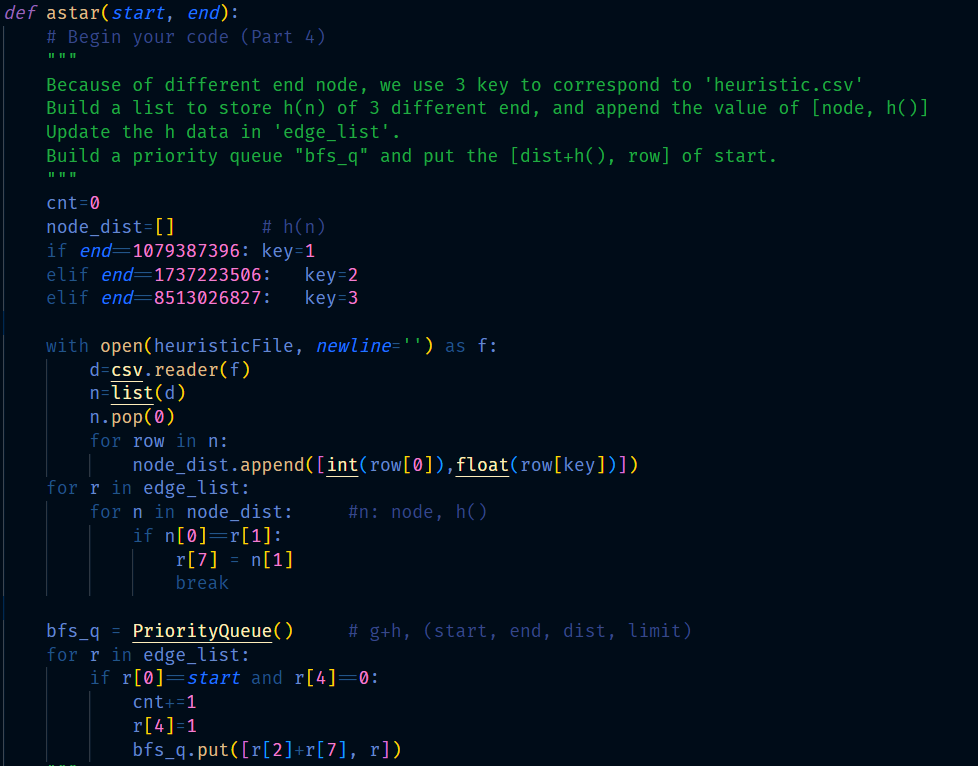 def astar(start, end):
    # Begin your code (Part 4)
    """
    Because of different end node, we use 3 key to correspond to 'heuristic.csv'
    Build a list to store h(n) of 3 different end, and append the value of [node, h()]
    Update the h data in 'edge_list'.
    Build a priority queue "bfs_q" and put the [dist+h(), row] of start.
    """
    cnt=0
    node_dist=[]        # h(n)
    if end==1079387396: key=1
    elif end==1737223506:   key=2
    elif end==8513026827:   key=3

    with open(heuristicFile, newline='') as f:
        d=csv.reader(f)
        n=list(d)
        n.pop(0)
        for row in n:
            node_dist.append([int(row[0]),float(row[key])])
    for r in edge_list:
        for n in node_dist:     #n: node, h()
            if n[0]==r[1]:
                r[7] = n[1]
                break

    bfs_q = PriorityQueue()     # g+h, (start, end, dist, limit)
    for r in edge_list:
        if r[0]==start and r[4]==0:
            cnt+=1
            r[4]=1
            bfs_q.put([r[2]+r[7], r])
    """